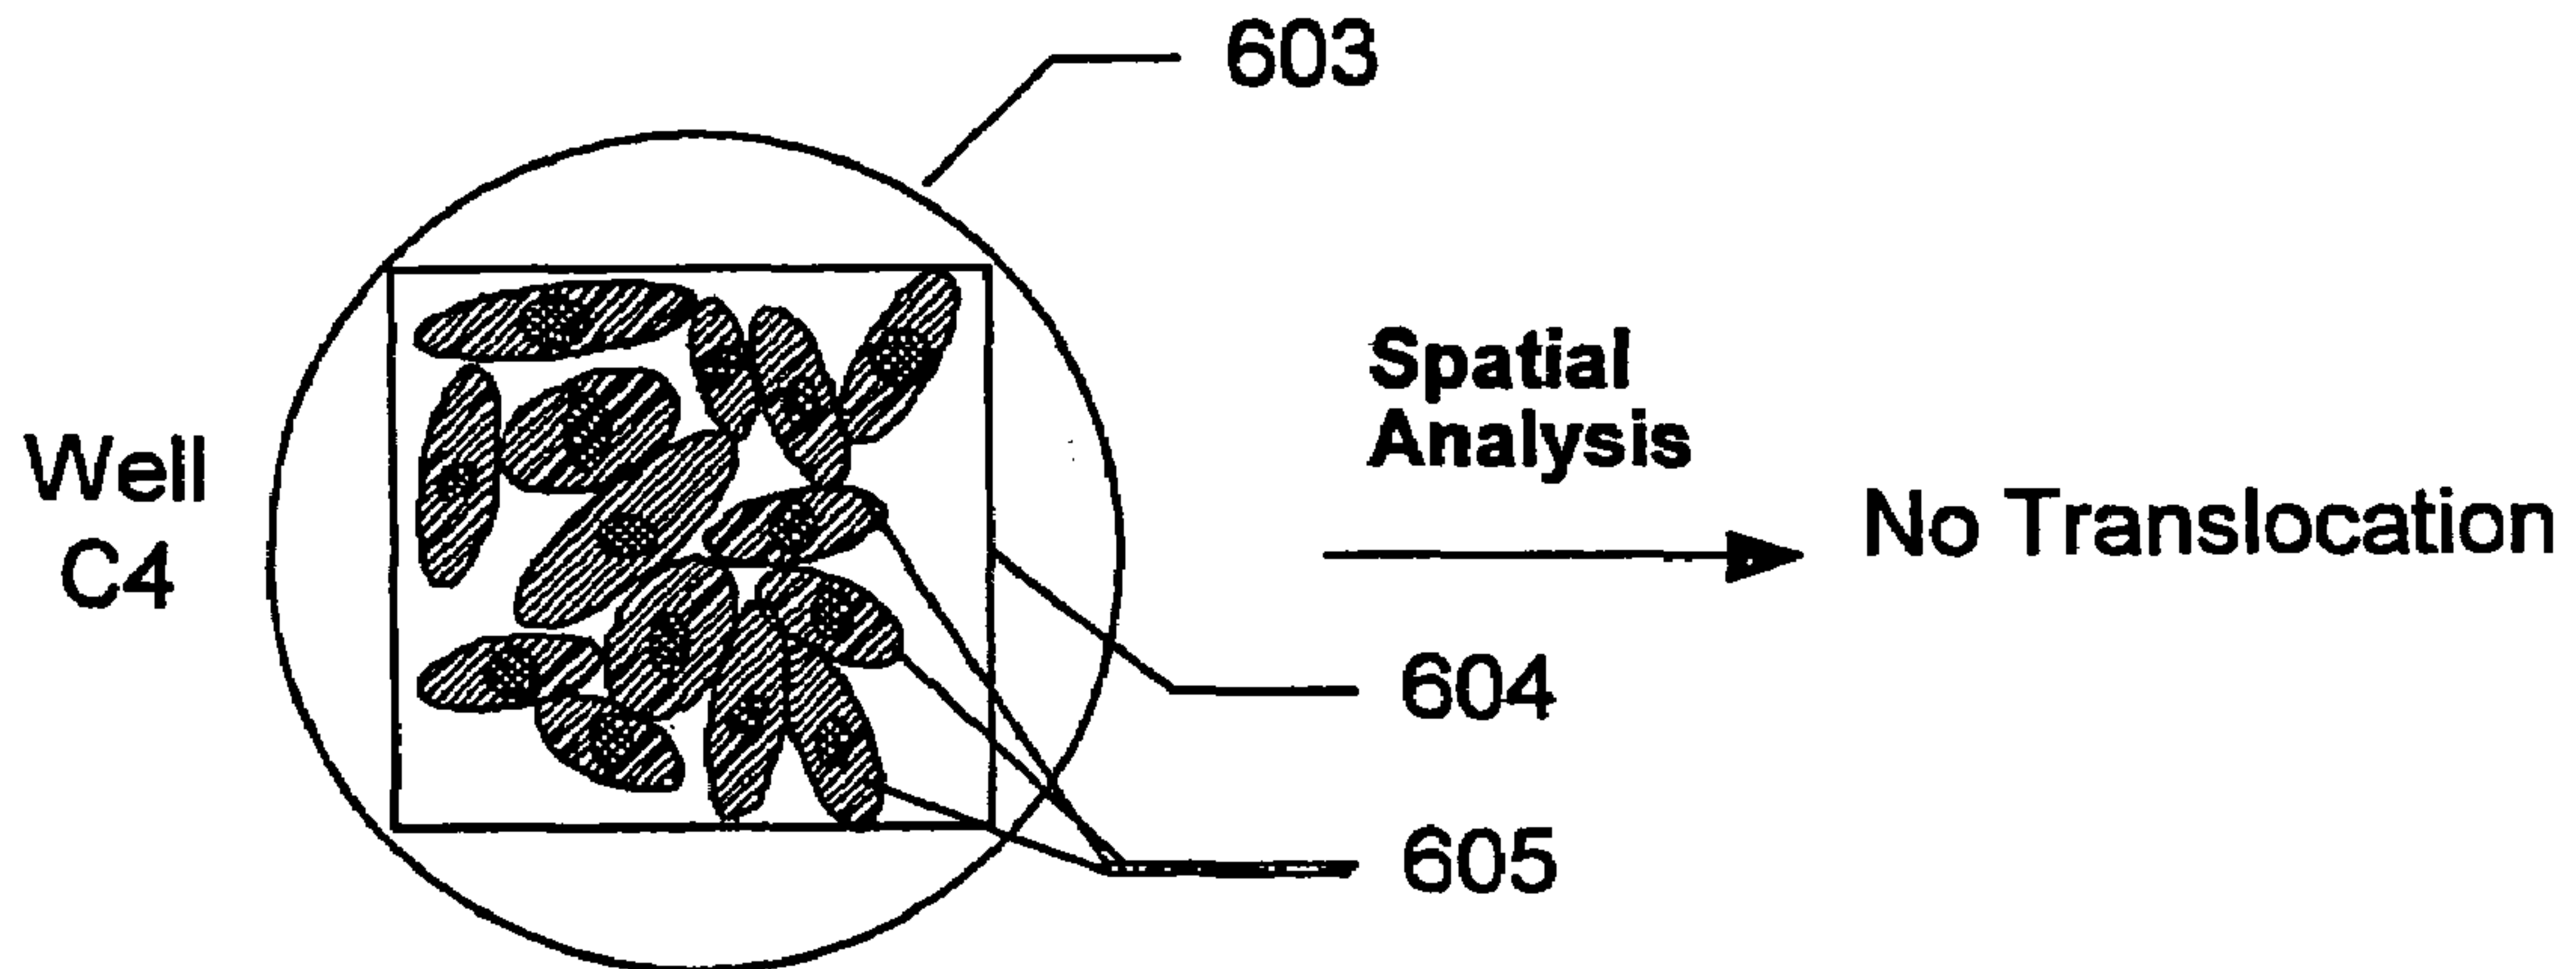 603
Well
C4
Spatial
Analysis
No Translocation
604
605